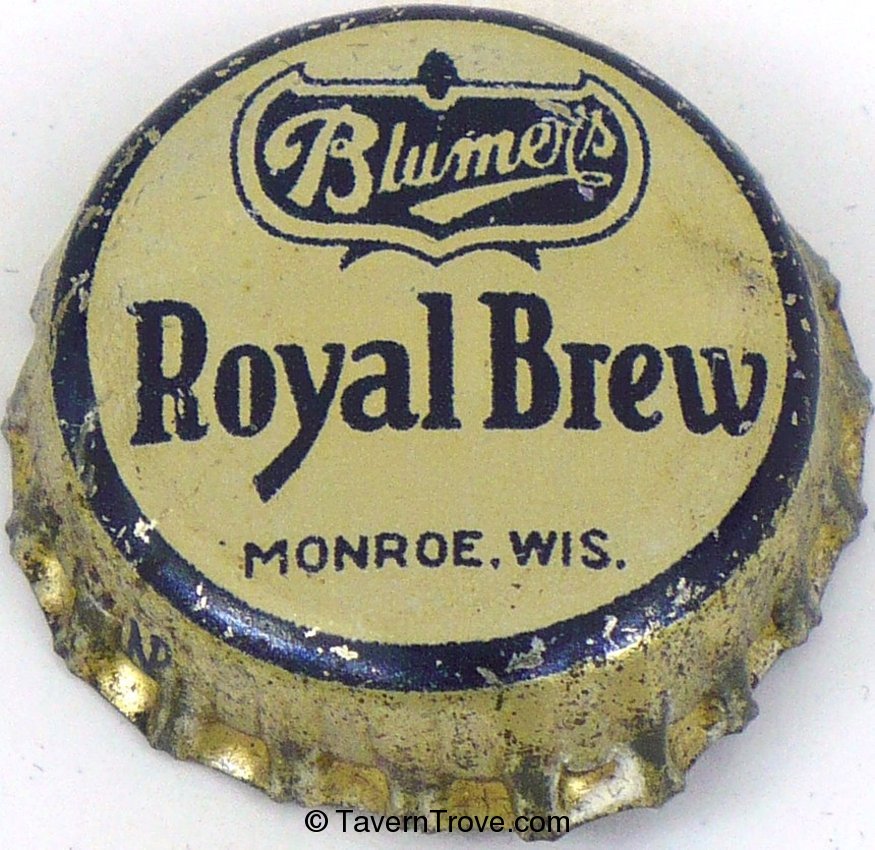 Blumer's
Royal Brew
MONROE, WIS.
© TavernTrove.com